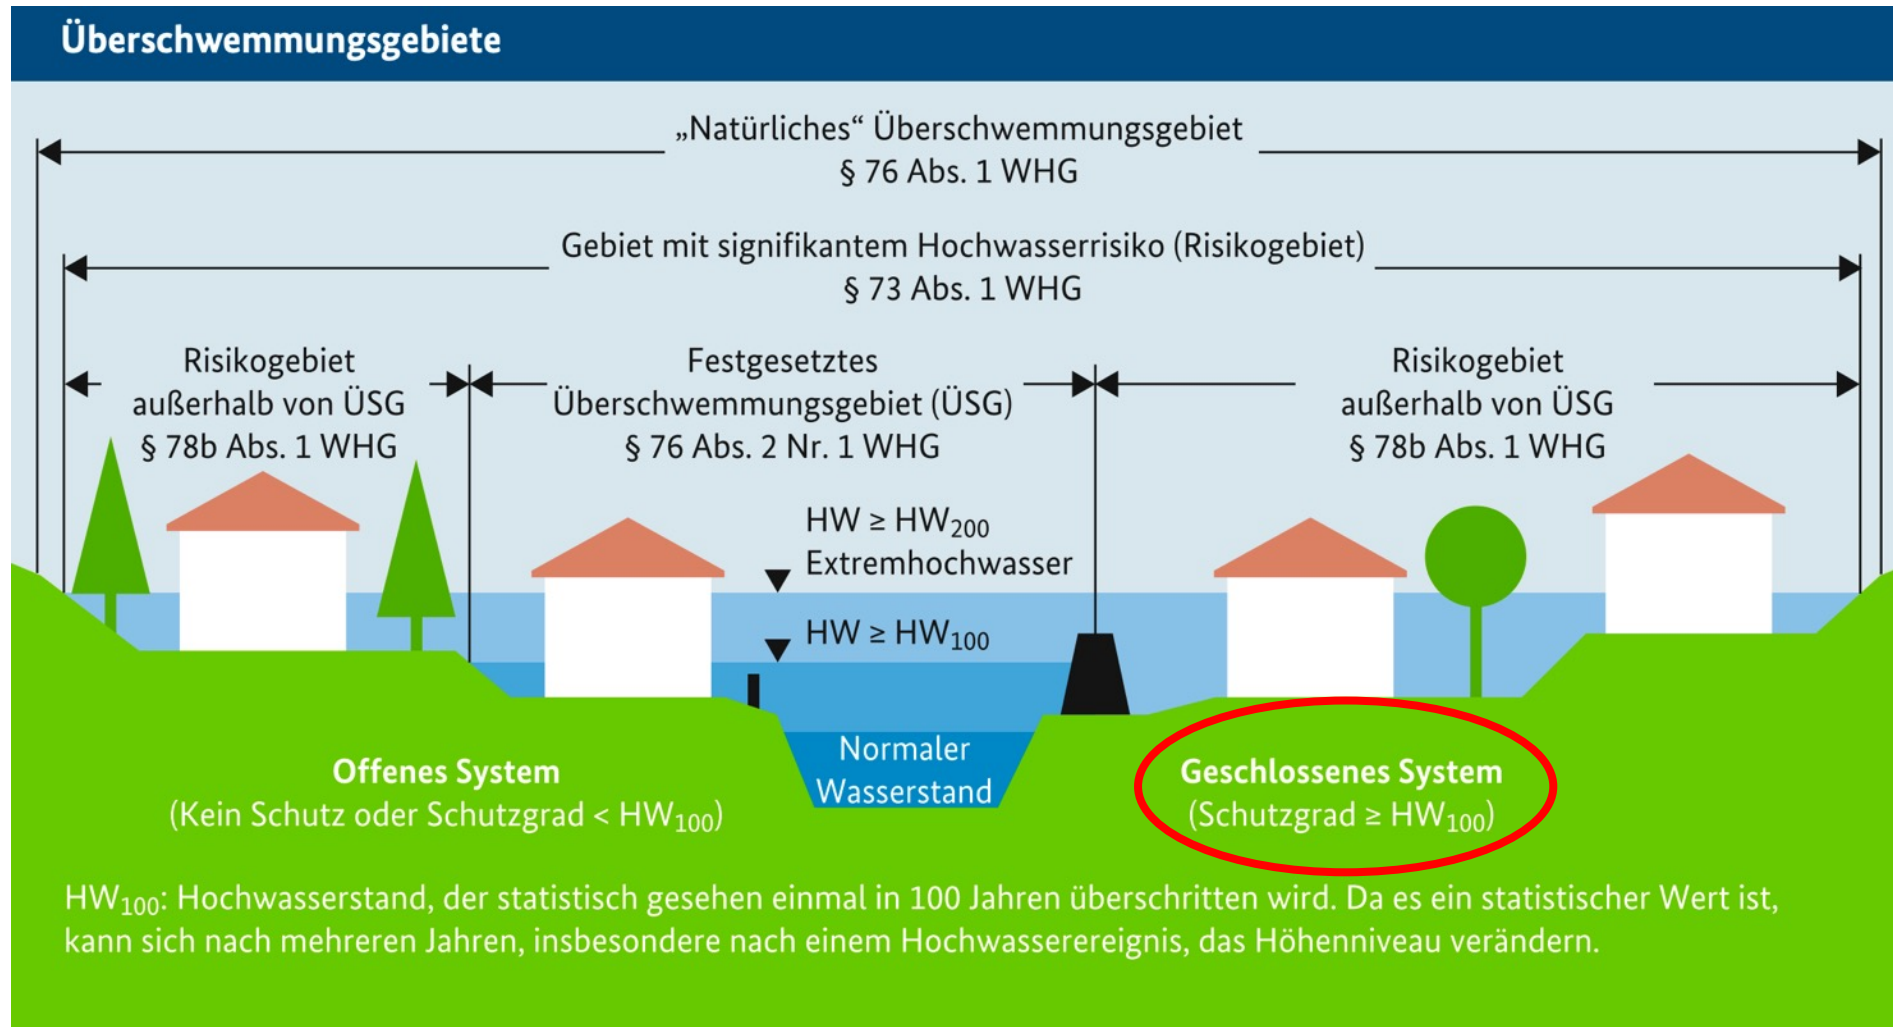 Überschwemmungsgebiete
„Natürliches“ Überschwemmungsgebiet
§ 76 Abs. 1 WHG
Gebiet mit signifikantem Hochwasserrisiko (Risikogebiet)
§ 73 Abs. 1 WHG
Risikogebiet
außerhalb von ÜSG
§ 78b Abs. 1 WHG
Festgesetztes
Überschwemmungsgebiet (ÜSG)
§ 76 Abs. 2 Nr. 1 WHG
Risikogebiet
außerhalb von ÜSG
§ 78b Abs. 1 WHG
HW ≥ HW₂₀₀
Extremhochwasser
HW ≥ HW₁₀₀
Normaler
Wasserstand
Offenes System
(Kein Schutz oder Schutzgrad < HW₁₀₀)
Geschlossenes System
(Schutzgrad ≥ HW₁₀₀)
HW₁₀₀: Hochwasserstand, der statistisch gesehen einmal in 100 Jahren überschritten wird. Da es ein statistischer Wert ist,
kann sich nach mehreren Jahren, insbesondere nach einem Hochwasserereignis, das Höhenniveau verändern.